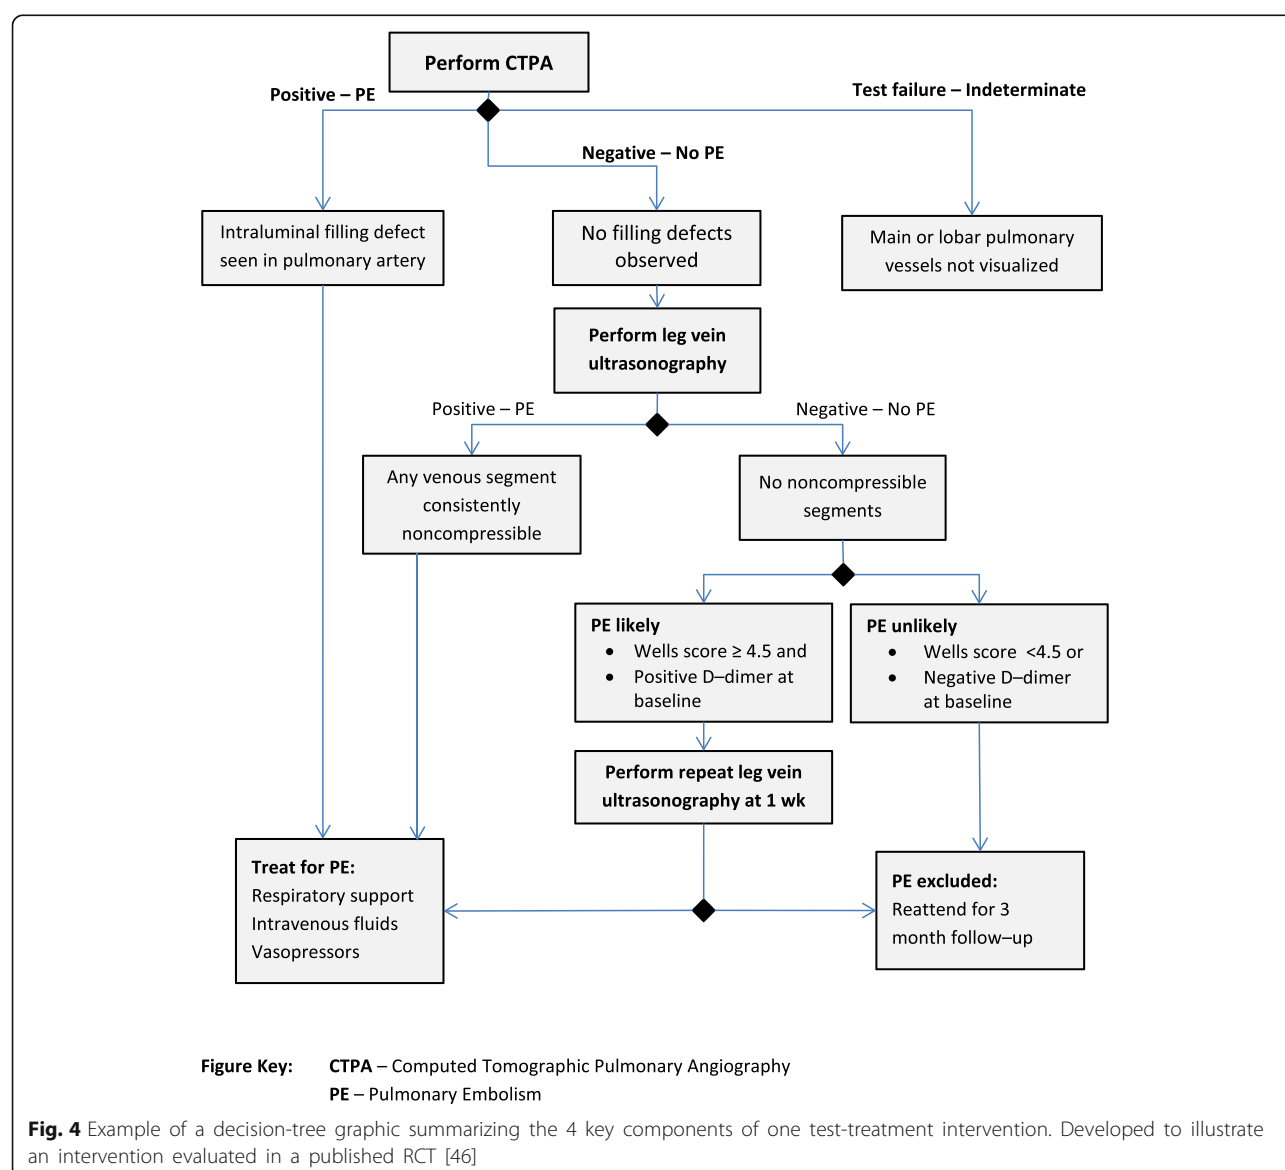 Perform CTPA
Positive – PE
Test failure – Indeterminate
Negative – No PE
Intraluminal filling defect
seen in pulmonary artery
No filling defects
observed
Main or lobar pulmonary
vessels not visualized
Perform leg vein
ultrasonography
Positive – PE
Negative – No PE
Any venous segment
consistently
noncompressible
No noncompressible
segments
PE likely
• Wells score ≥ 4.5 and
• Positive D–dimer at
baseline
PE unlikely
• Wells score <4.5 or
• Negative D–dimer
at baseline
Perform repeat leg vein
ultrasonography at 1 wk
Treat for PE:
Respiratory support
Intravenous fluids
Vasopressors
PE excluded:
Reattend for 3
month follow–up
Figure Key: CTPA – Computed Tomographic Pulmonary Angiography
PE – Pulmonary Embolism
Fig. 4 Example of a decision-tree graphic summarizing the 4 key components of one test-treatment intervention. Developed to illustrate
an intervention evaluated in a published RCT [46]